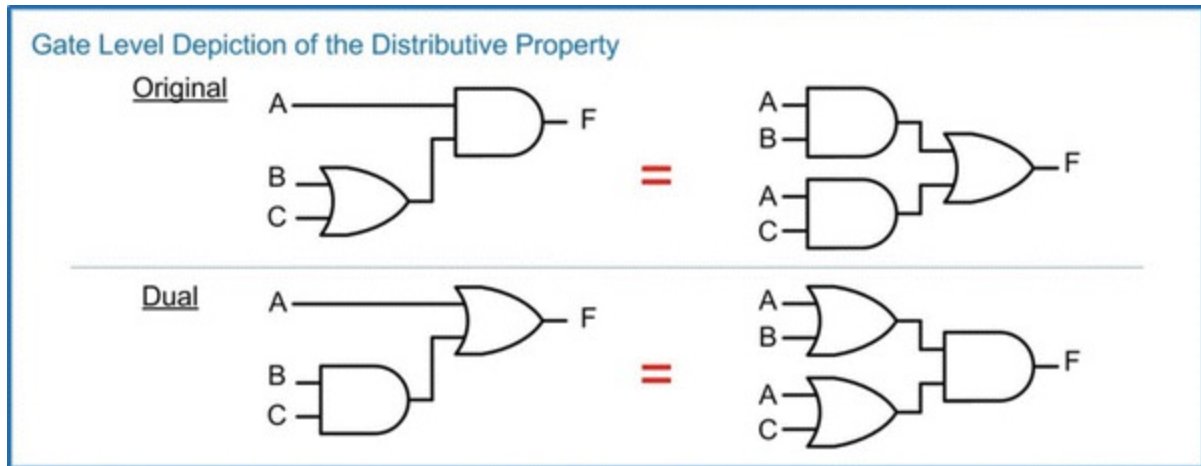 Gate Level Depiction of the Distributive Property
Original
A
B
C
F
=
A
B
A
C
F
Dual
A
B
C
F
=
A
B
A
C
F